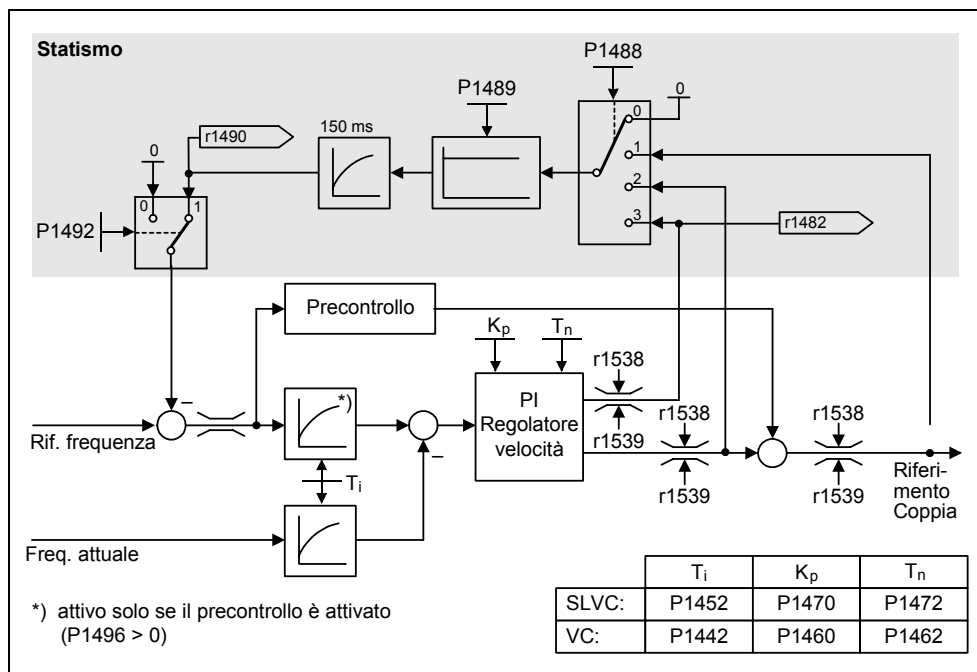 Statismo
P1488
P1489
0
150 ms
r1490
0
0
1
2
3
0 1
P1492
r1482
Precontrollo
Kp Tn
r1538
*)
PI
Regolatore
velocità
r1539
r1538
r1539
r1538
r1539
–
Rif. frequenza
–
Ti
Riferi-
mento
Coppia
Freq. attuale
*) attivo solo se il precontrollo è attivato
(P1496 > 0)
Ti Kp Tn
SLVC: P1452 P1470 P1472
VC: P1442 P1460 P1462